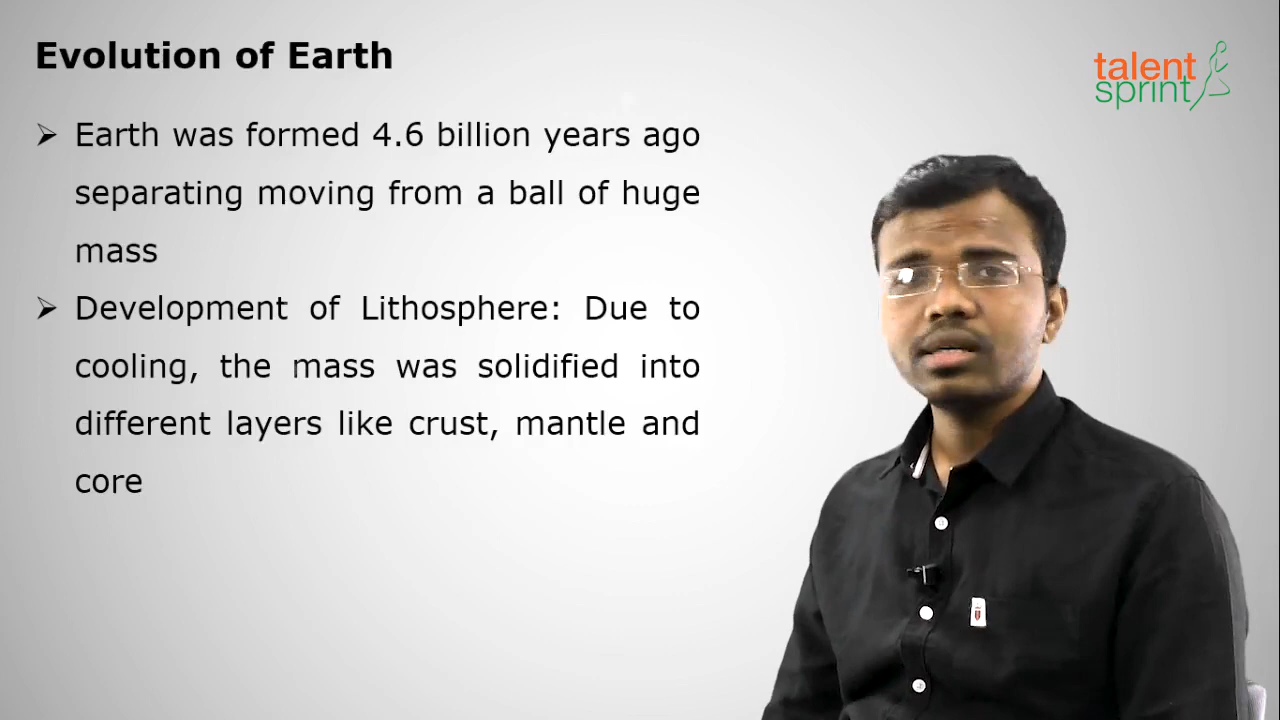 Evolution of Earth
talent
sprint
➢ Earth was formed 4.6 billion years ago
separating moving from a ball of huge
mass
➢ Development of Lithosphere: Due to
cooling, the mass was solidified into
different layers like crust, mantle and
core